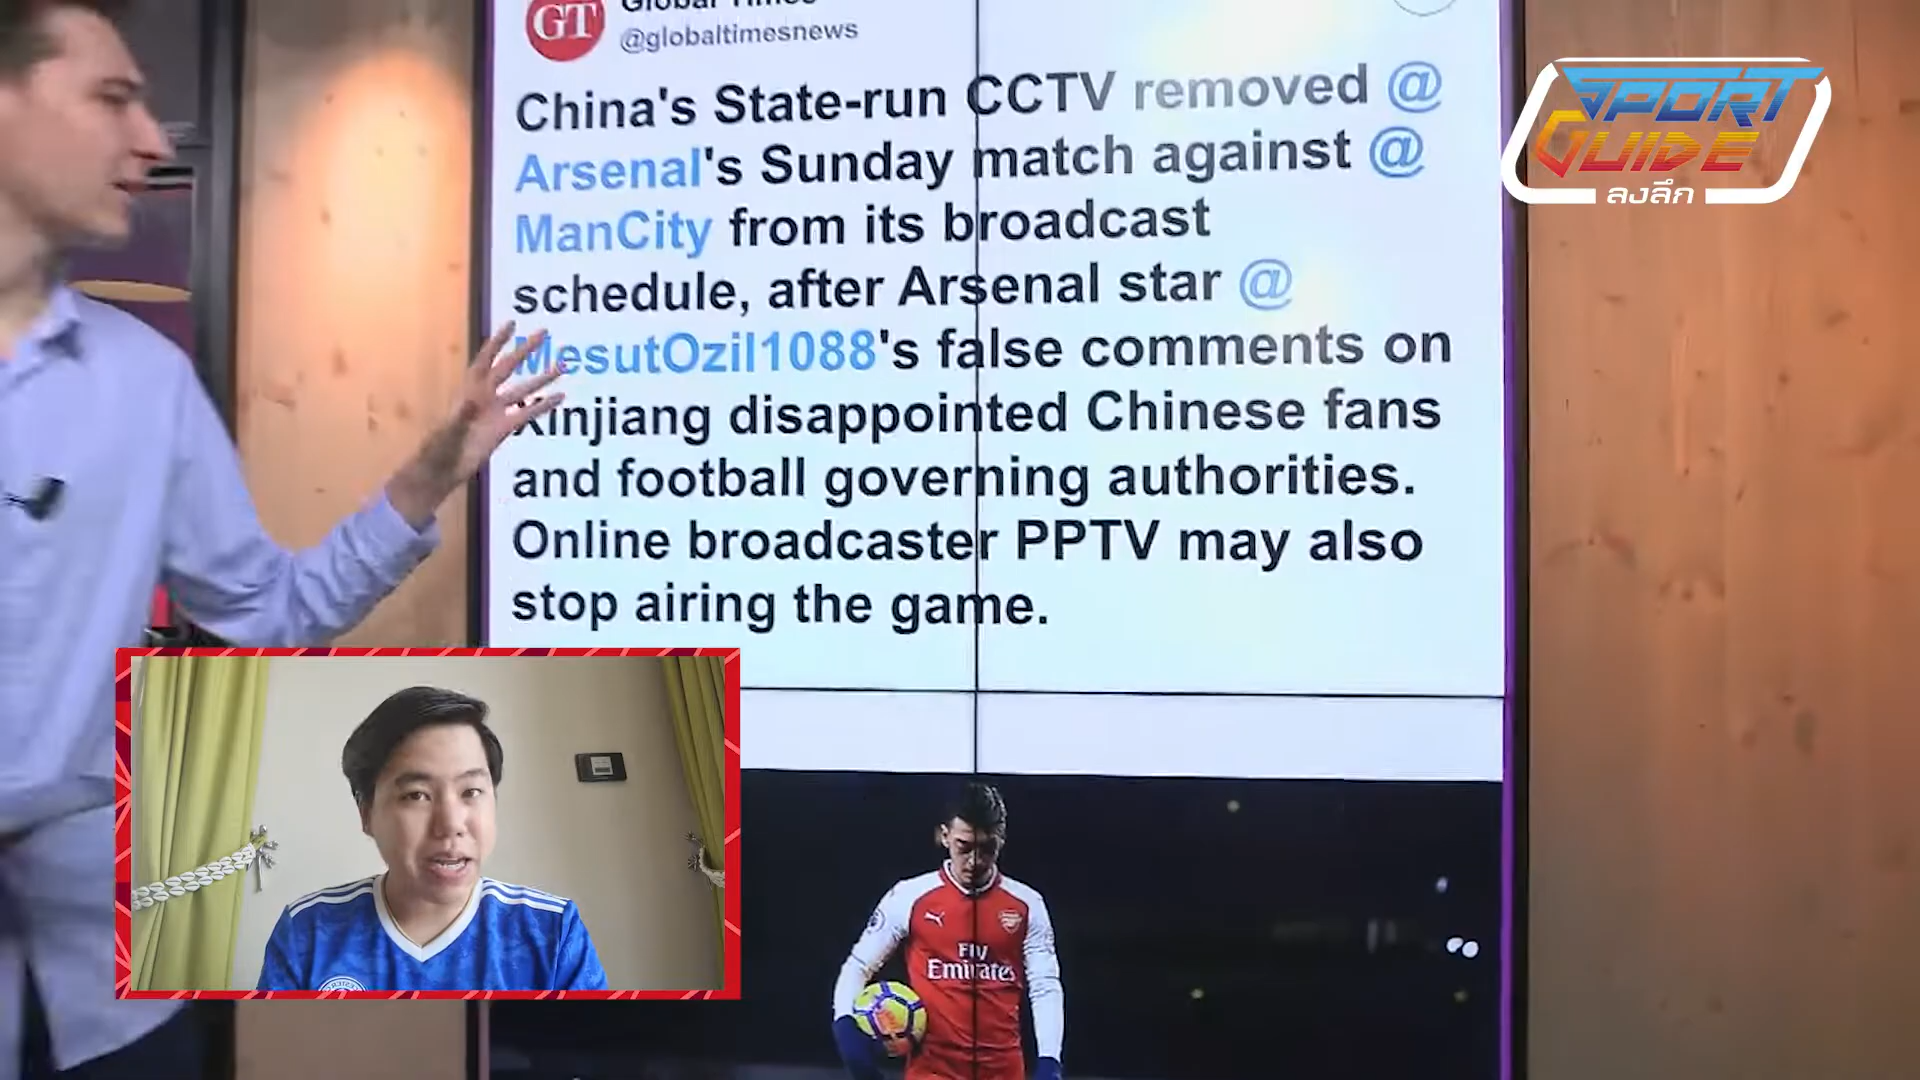 GT
Global Times
@globaltimesnews
China's State-run CCTV removed @
Arsenal's Sunday match against @
ManCity from its broadcast
schedule, after Arsenal star @
MesutOzil1088's false comments on
Xinjiang disappointed Chinese fans
and football governing authorities.
Online broadcaster PPTV may also
stop airing the game.
SPORT
GUIDE
ลงลึก
Fly
Emirates